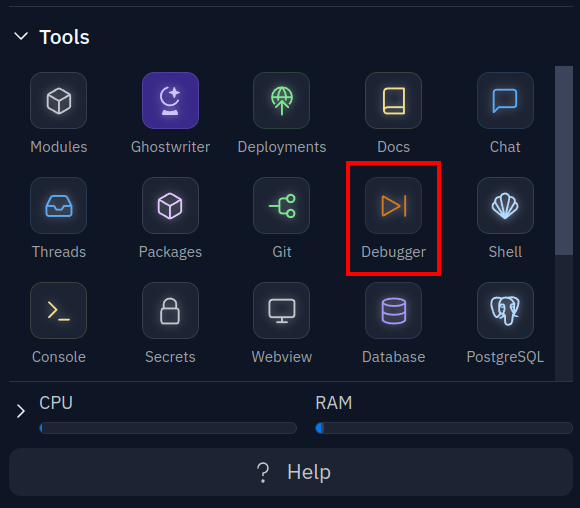 Tools
Modules Ghostwriter Deployments Docs Chat
Threads Packages Git Debugger Shell
Console Secrets Webview Database PostgreSQL
CPU RAM
? Help